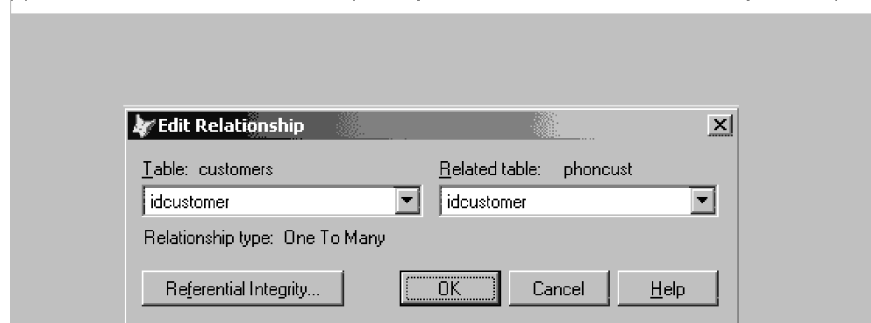 Edit Relationship
Table: customers Related table: phoncust
idcustomer idcustomer
Relationship type: One To Many
Referential Integrity... OK Cancel Help